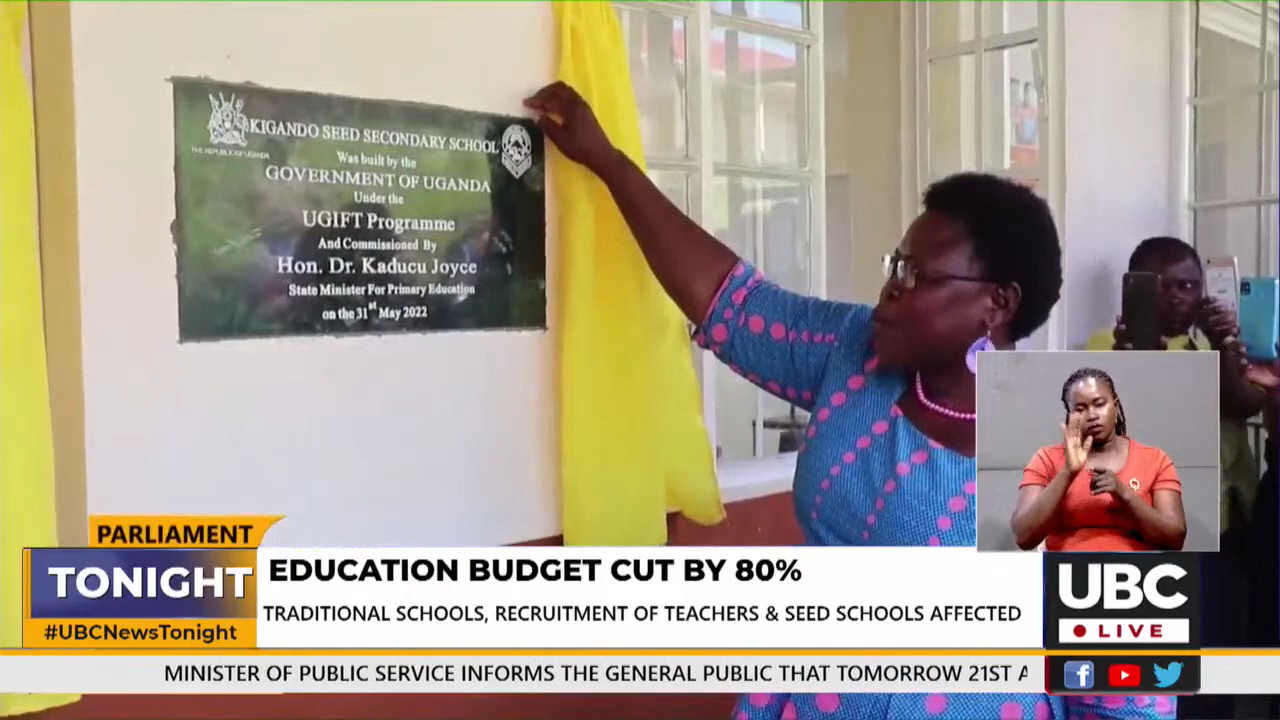 KIGANDO SEED SECONDARY SCHOOL
THE REPUBLIC OF UGANDA
Was built by the
GOVERNMENT OF UGANDA
Under the
UGIFT Programme
And Commissioned By
Hon. Dr. Kaducu Joyce
State Minister For Primary Education
on the 31st May 2022
PARLIAMENT
TONIGHT
#UBCNewsTonight
EDUCATION BUDGET CUT BY 80%
TRADITIONAL SCHOOLS, RECRUITMENT OF TEACHERS & SEED SCHOOLS AFFECTED
UBC
LIVE
MINISTER OF PUBLIC SERVICE INFORMS THE GENERAL PUBLIC THAT TOMORROW 21ST